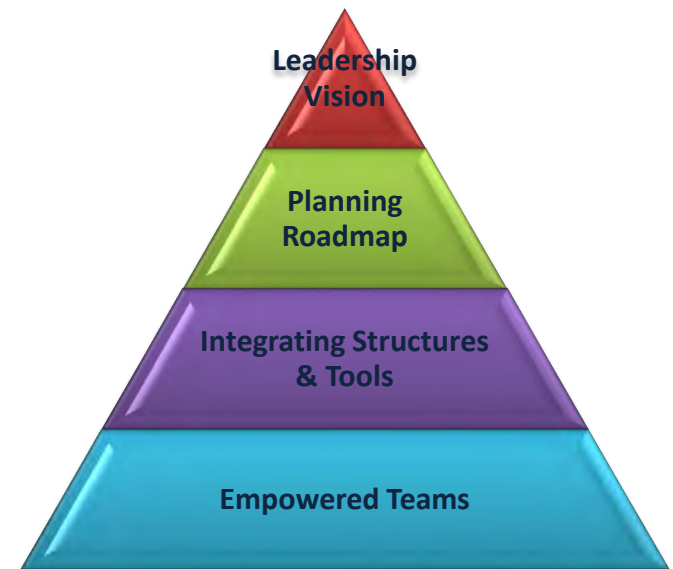 Leadership
Vision
Planning
Roadmap
Integrating Structures
& Tools
Empowered Teams